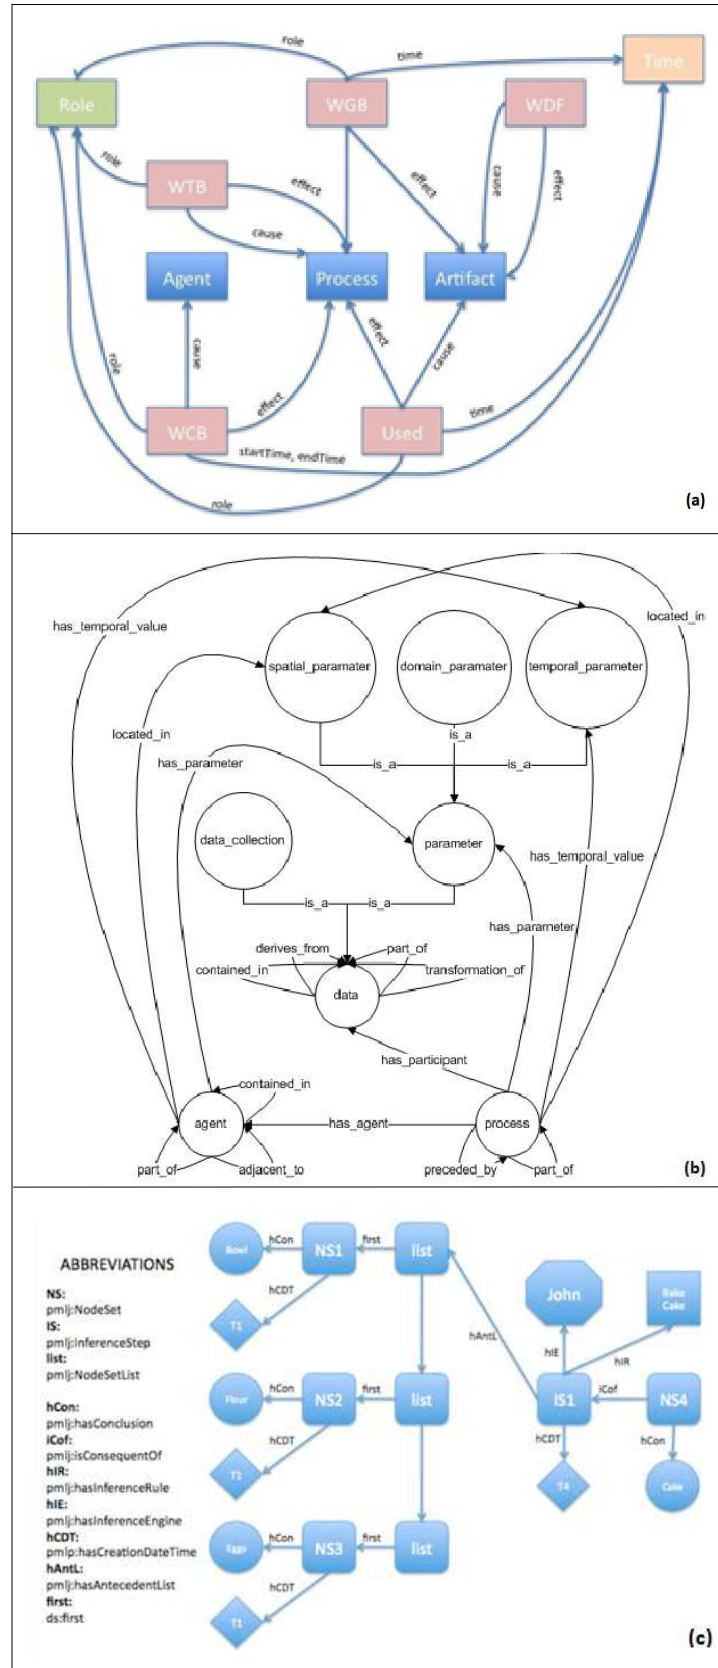 role
time
Role
WGB
WDF
Time
role
WTB
effect
effect
cause
effect
cause
Agent
Process
Artifact
cause
effect
cause
role
effect
WCB
Used
time
startTime, endTime
role
(a)
has_temporal_value
located_in
spatial_paramater
domain_paramater
temporal_parameter
located_in
is_a
has_parameter
is_a
is_a
data_collection
parameter
has_temporal_value
is_a
is_a
has_parameter
derives_from
part_of
contained_in
transformation_of
data
has_participant
contained_in
agent
has_agent
process
part_of
adjacent_to
preceded_by
part_of
(b)
ABBREVIATIONS
NS:
pmlj:NodeSet
IS:
pmlj:InferenceStep
list:
pmlj:NodeSetList
hCon:
pmlj:hasConclusion
iCof:
pmlj:isConsequentOf
hIR:
pmlj:hasInferenceRule
hIE:
pmlj:hasInferenceEngine
hCDT:
pmlp:hasCreationDateTime
hAntL:
pmlj:hasAntecedentList
first:
ds:first
Bowl
hCon
NS1
first
list
hCDT
T1
Flour
hCon
NS2
first
list
hCDT
T1
Eggs
hCon
NS3
first
list
hCDT
T1
hAntL
John
Bake
Cake
hIE
hIR
IS1
iCof
NS4
hCDT
hCon
T4
Cake
(c)